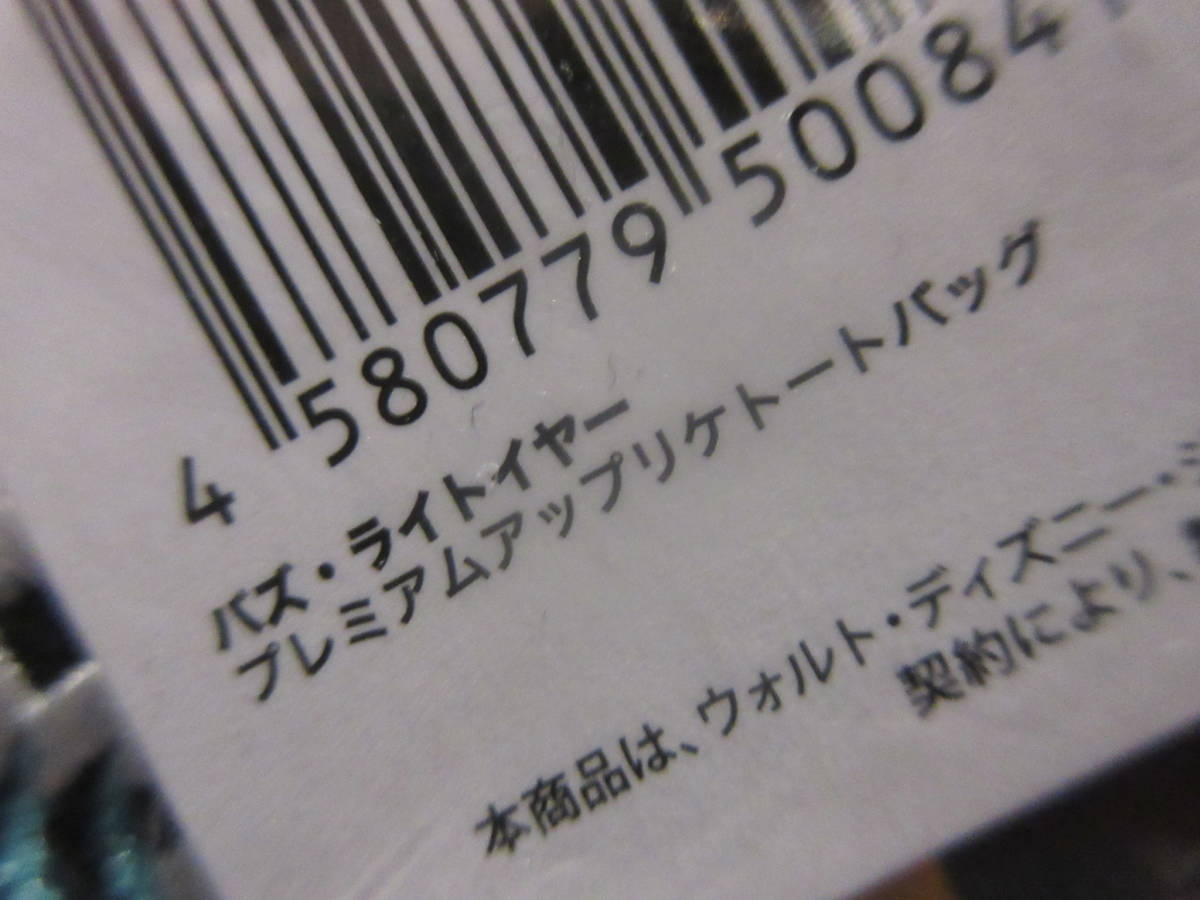 4 580779 50084
バズ・ライトイヤー
プレミアムアップリケトートバッグ
本商品は、ウォルト・ディズニー・
契約により、